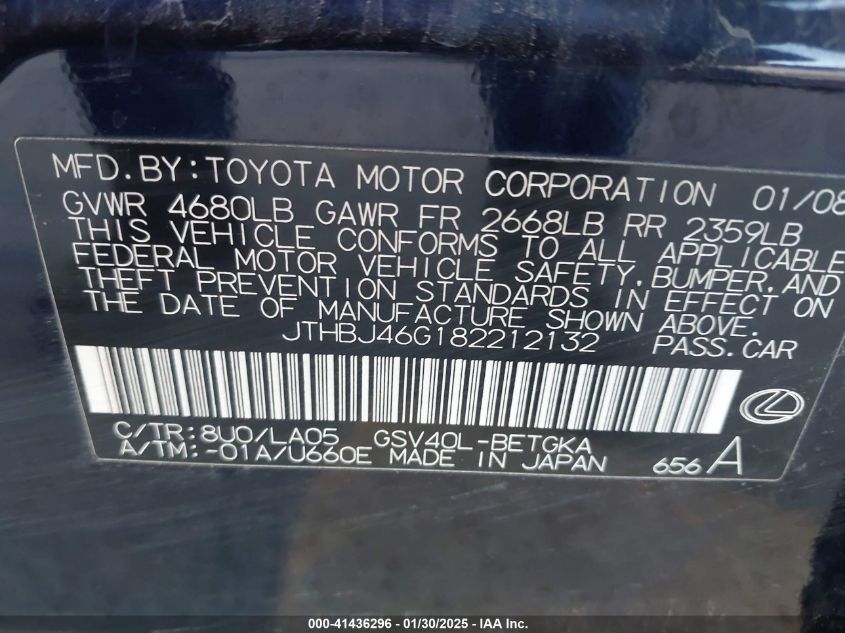 MFD.BY:TOYOTA MOTOR CORPORATION 01/08
GVWR 4680LB GAWR FR 2668LB RR 2359LB
THIS VEHICLE CONFORMS TO ALL APPLICABLE
FEDERAL MOTOR VEHICLE SAFETY,BUMPER,AND
THEFT PREVENTION STANDARDS IN EFFECT ON
THE DATE OF MANUFACTURE SHOWN ABOVE.
JTHBJ46G182212132 PASS.CAR
C/TR:8U0/LA05 GSV40L-BETGKA
A/TM:-01A/U660E MADE IN JAPAN 656 A
000-41436296 - 01/30/2025 - IAA Inc.